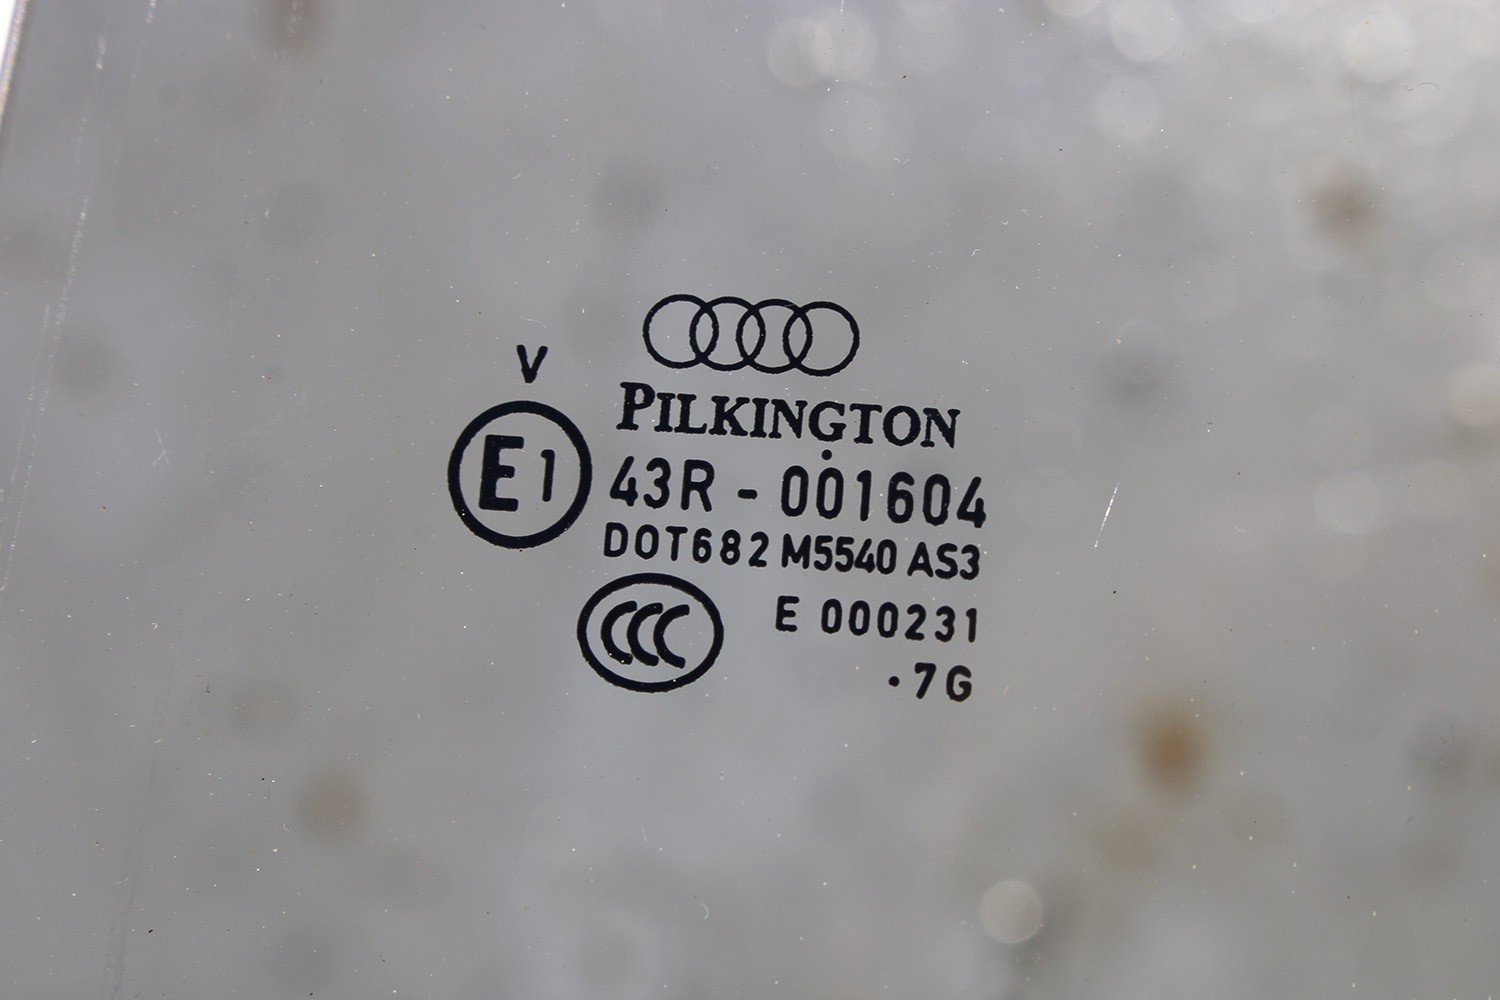 V
PILKINGTON
E1
43R - 001604
DOT682 M5540 AS3
CCC
E 000231
.7G